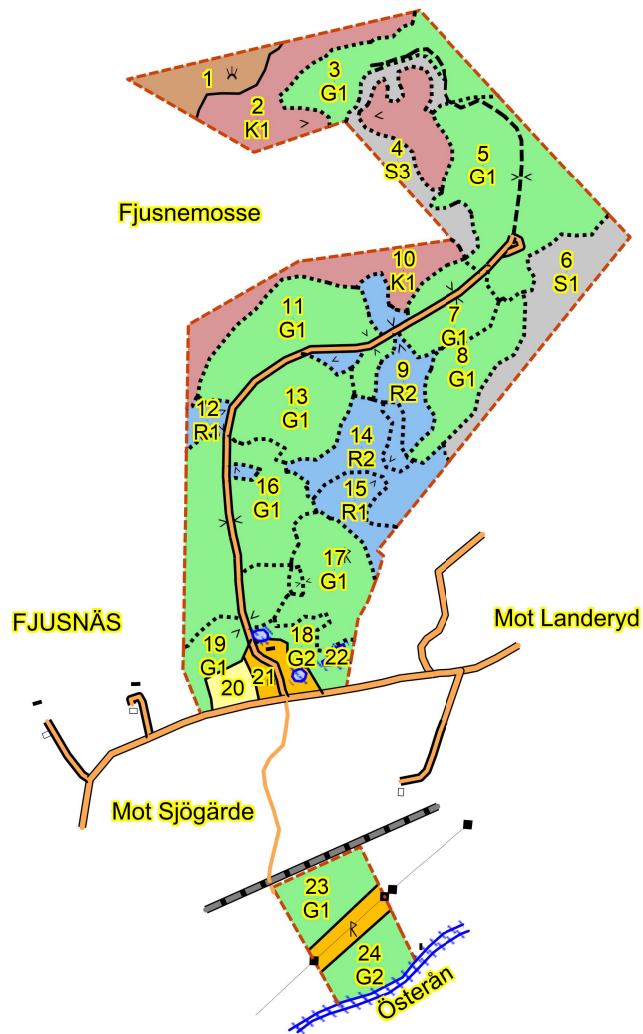 1
2
K1
3
G1
4
S3
5
G1
Fjusnemosse
6
S1
10
K1
11
G1
7
G1
8
G1
9
R2
12
R1
13
G1
14
R2
15
R1
16
G1
17
G1
FJUSNÄS
Mot Landeryd
18
G2
19
G1
20
21
22
Mot Sjögärde
23
G1
R
24
G2
Österån